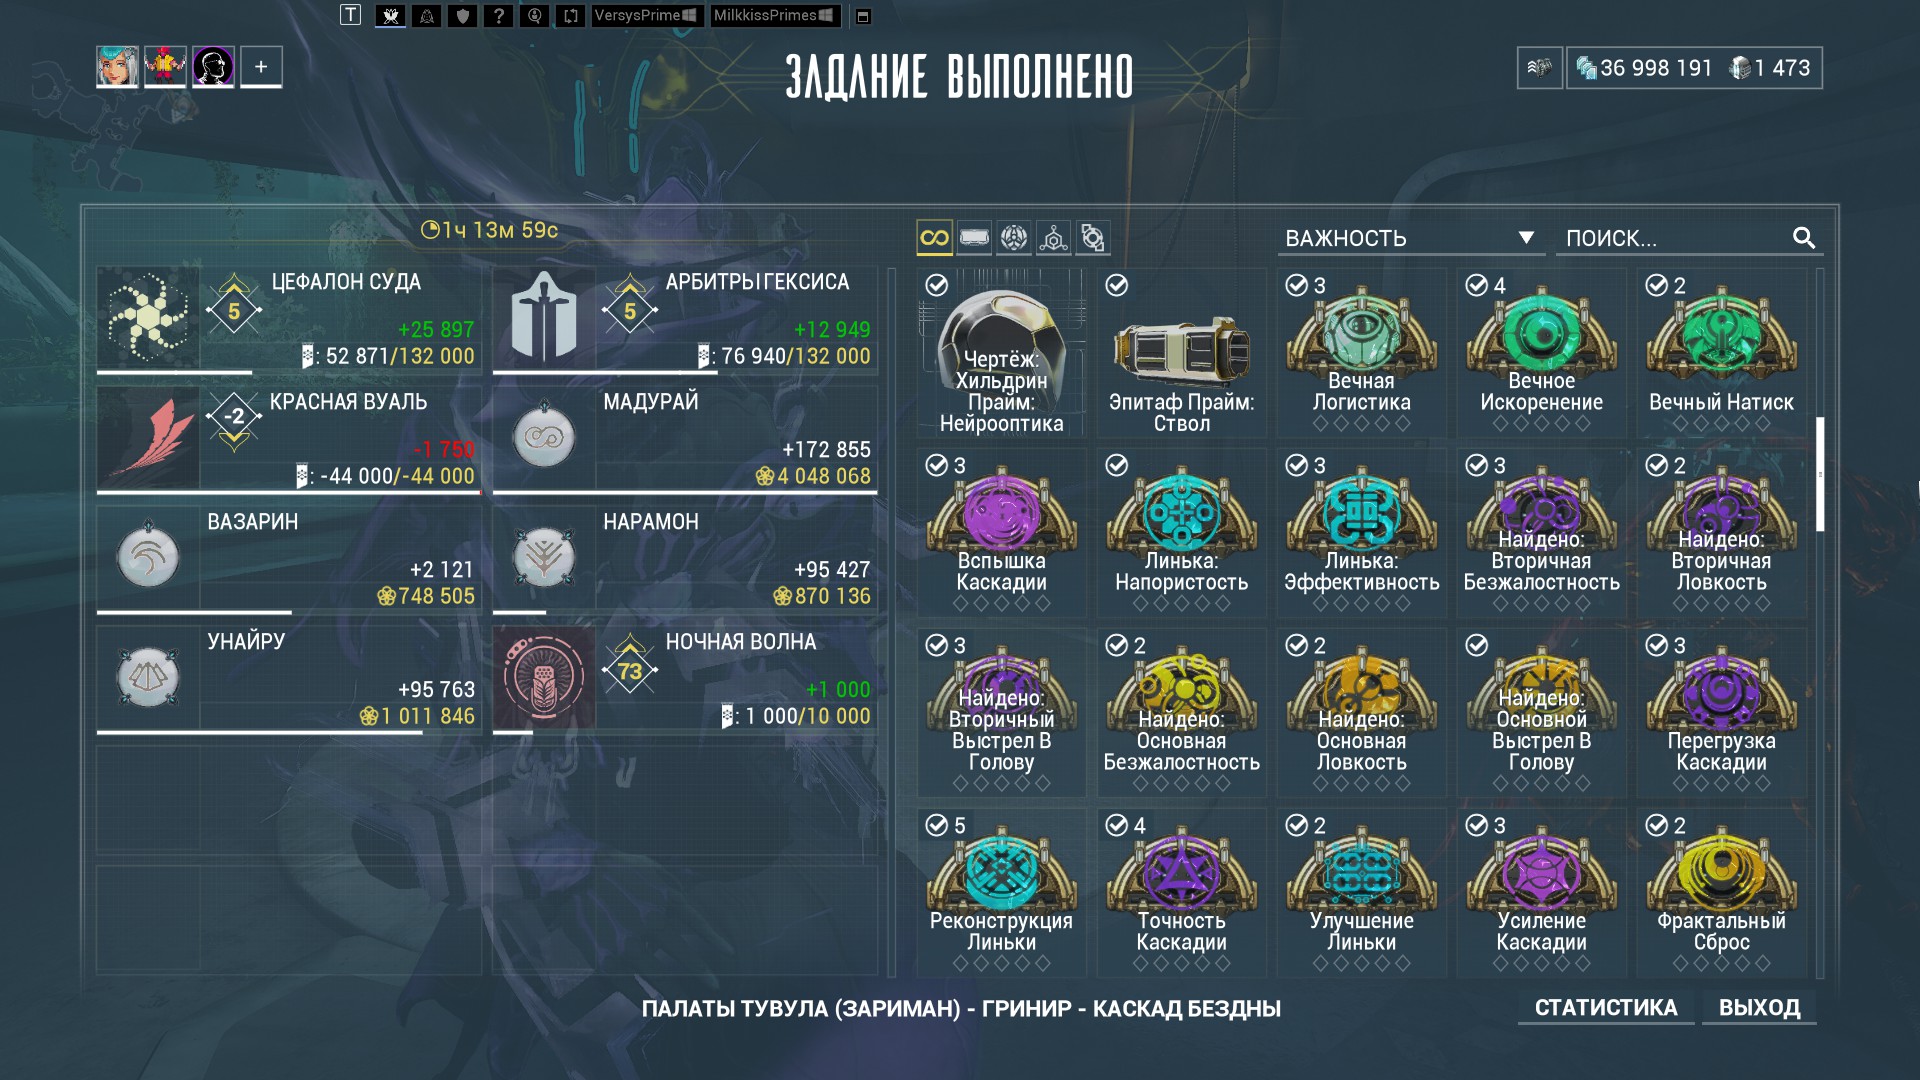 T
?
VersysPrime
MilkkissPrimes
+
ЗАДАНИЕ ВЫПОЛНЕНО
36 998 191
1 473
1ч 13м 59с
ВАЖНОСТЬ
ПОИСК...
5
ЦЕФАЛОН СУДА
+25 897
: 52 871/132 000
5
АРБИТРЫ ГЕКСИСА
+12 949
: 76 940/132 000
-2
КРАСНАЯ ВУАЛЬ
-1 750
: -44 000/-44 000
МАДУРАЙ
+172 855
4 048 068
ВАЗАРИН
+2 121
748 505
НАРАМОН
+95 427
870 136
УНАЙРУ
+95 763
1 011 846
73
НОЧНАЯ ВОЛНА
+1 000
: 1 000/10 000
Чертёж:
Хильдрин
Прайм:
Нейрооптика
Эпитаф Прайм:
Ствол
3
Вечная
Логистика
4
Вечное
Искоренение
2
Вечный Натиск
3
Вспышка
Каскадии
Линька:
Напористость
3
Линька:
Эффективность
3
Найдено:
Вторичная
Безжалостность
2
Найдено:
Вторичная
Ловкость
3
Найдено:
Вторичный
Выстрел В
Голову
2
Найдено:
Основная
Безжалостность
2
Найдено:
Основная
Ловкость
Найдено:
Основной
Выстрел В
Голову
3
Перегрузка
Каскадии
5
Реконструкция
Линьки
4
Точность
Каскадии
2
Улучшение
Линьки
3
Усиление
Каскадии
2
Фрактальный
Сброс
ПАЛАТЫ ТУВУЛА (ЗАРИМАН) - ГРИНИР - КАСКАД БЕЗДНЫ
СТАТИСТИКА
ВЫХОД